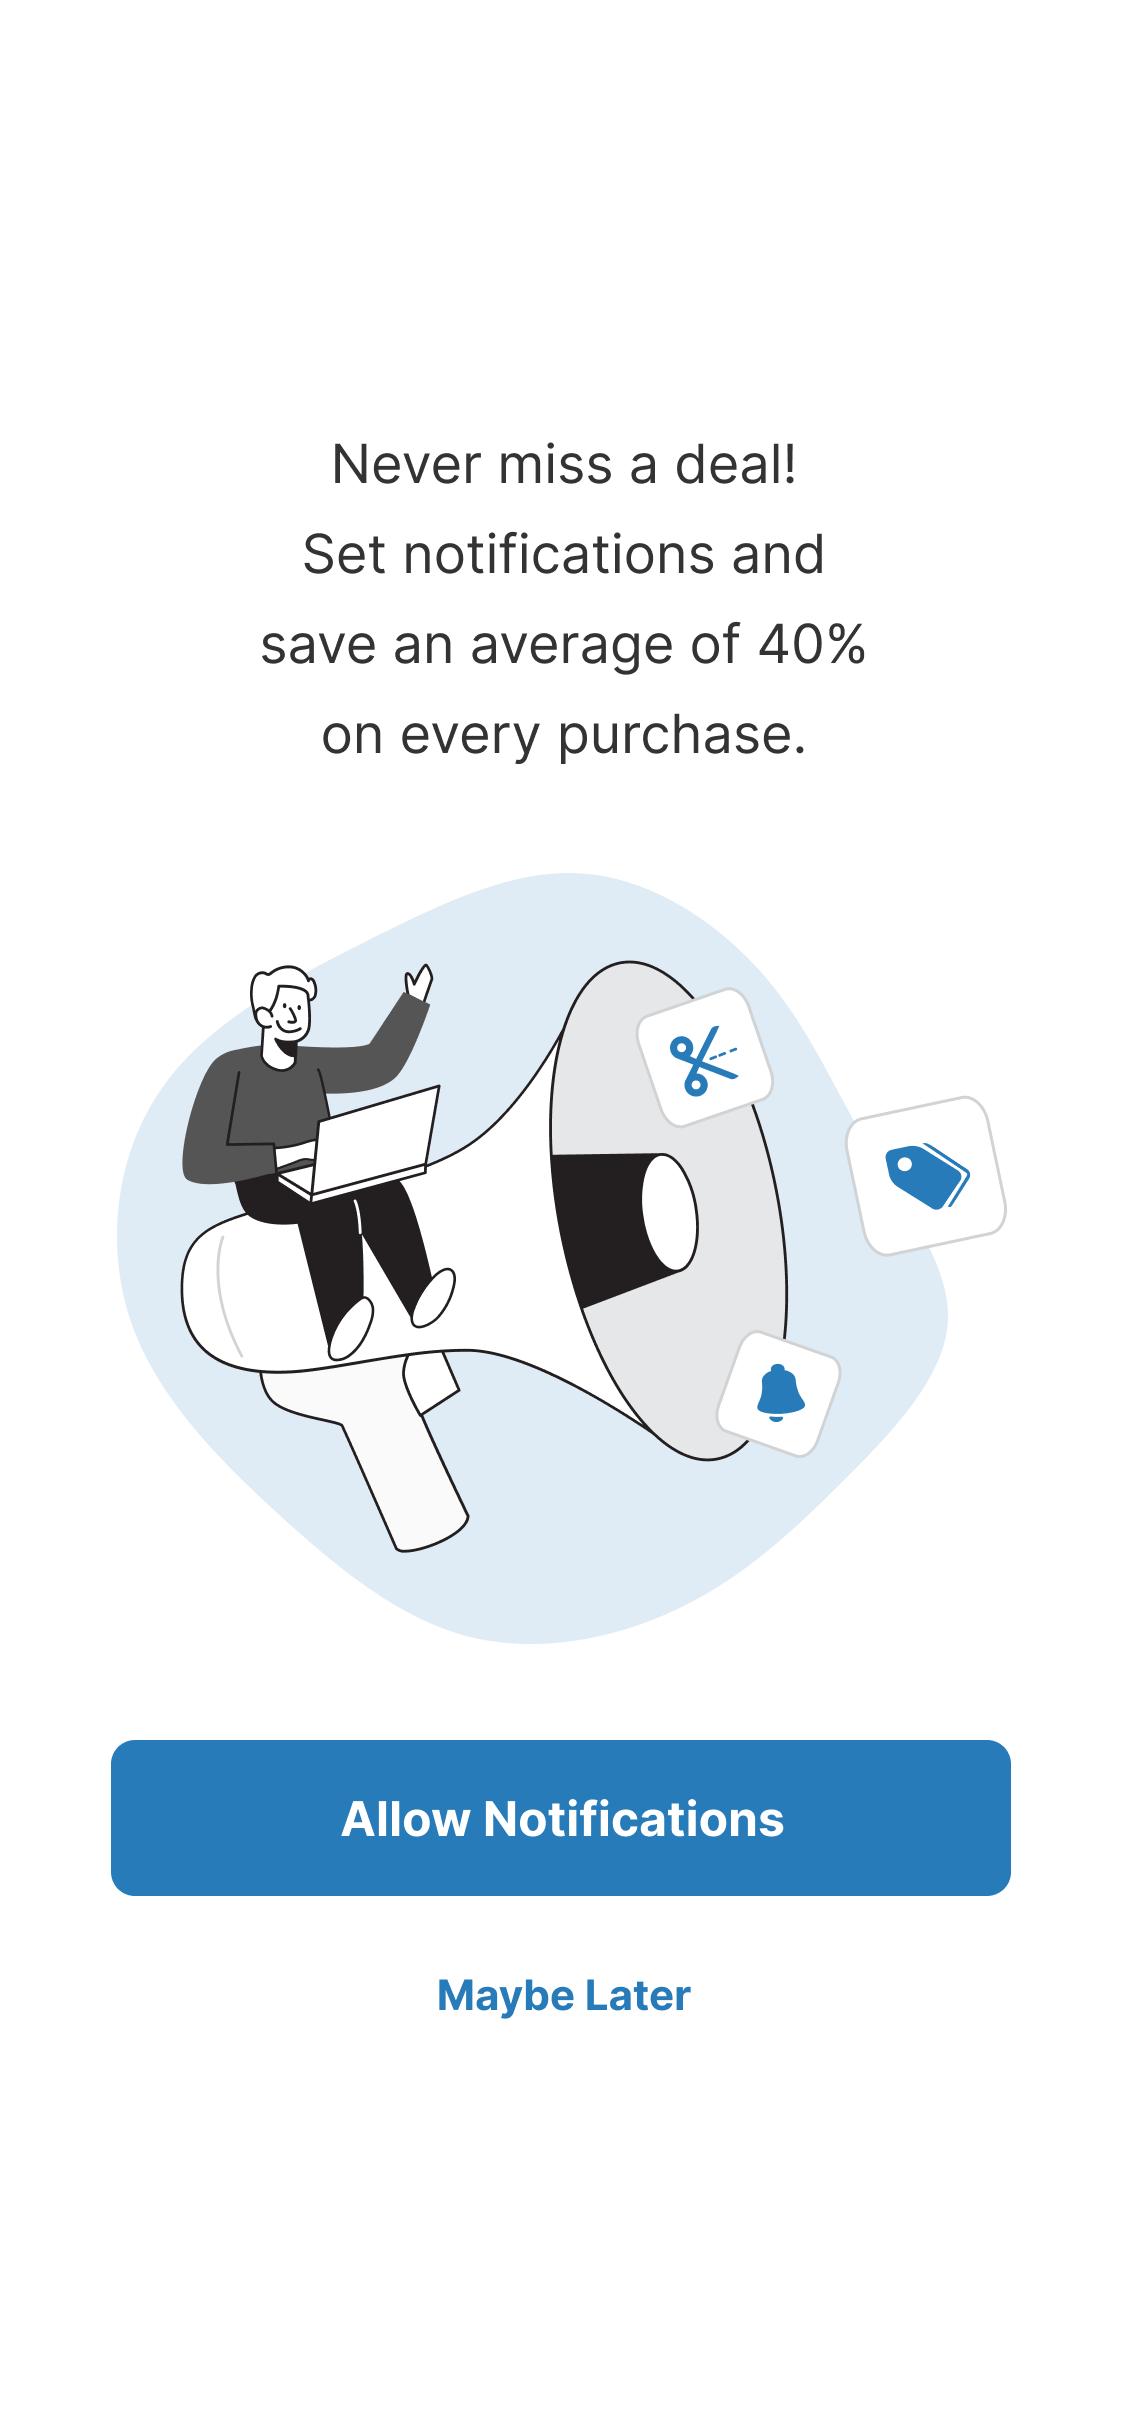 Never miss a deal!
Set notifications and
save an average of 40%
on every purchase.
Allow Notifications
Maybe Later